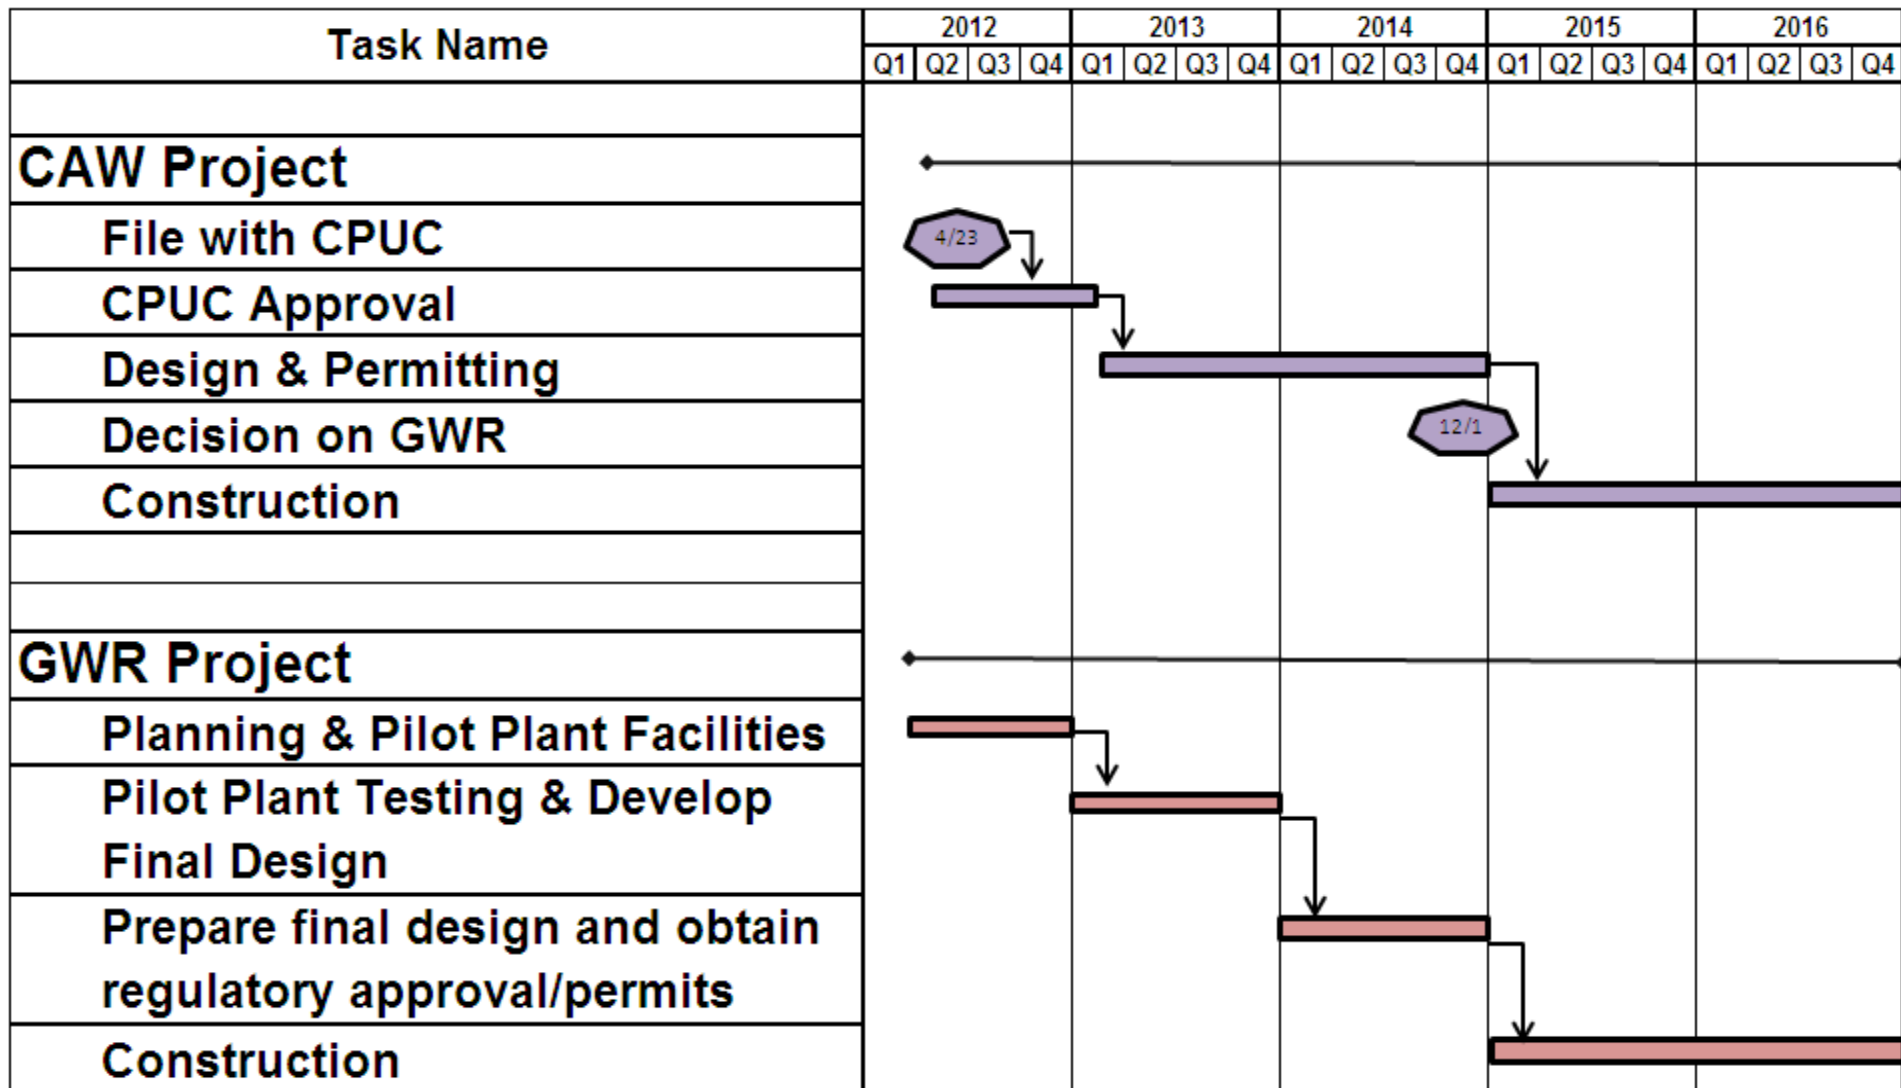 Task Name
2012 2013 2014 2015 2016
Q1 Q2 Q3 Q4 Q1 Q2 Q3 Q4 Q1 Q2 Q3 Q4 Q1 Q2 Q3 Q4 Q1 Q2 Q3 Q4
CAW Project
File with CPUC
4/23
CPUC Approval
Design & Permitting
Decision on GWR
12/1
Construction
GWR Project
Planning & Pilot Plant Facilities
Pilot Plant Testing & Develop
Final Design
Prepare final design and obtain
regulatory approval/permits
Construction